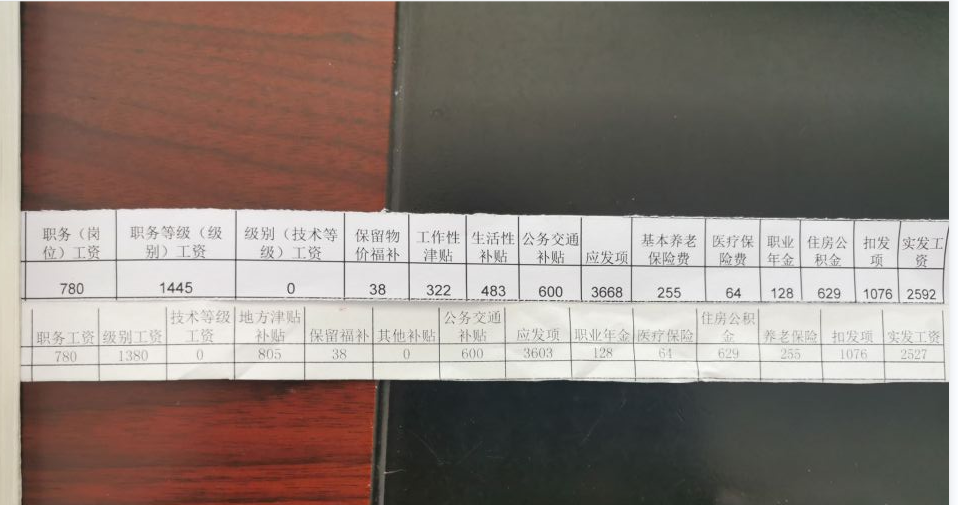 职务（岗 职务等级（级 级别（技术等 保留物 工作性 生活性 公务交通 应发项 基本养老 医疗保 职业 住房公 扣发 实发工
位）工资 别）工资 级）工资 价福补 津贴 补贴 补贴 保险费 险费 年金 积金 项 资
780 1445 0 38 322 483 600 3668 255 64 128 629 1076 2592
职务工资 级别工资 技术等级 地方津贴 保留福补 其他补贴 公务交通 应发项 职业年金 医疗保险 住房公积 养老保险 扣发项 实发工资
工资 补贴 补贴 金
780 1380 0 805 38 0 600 3603 128 64 629 255 1076 2527